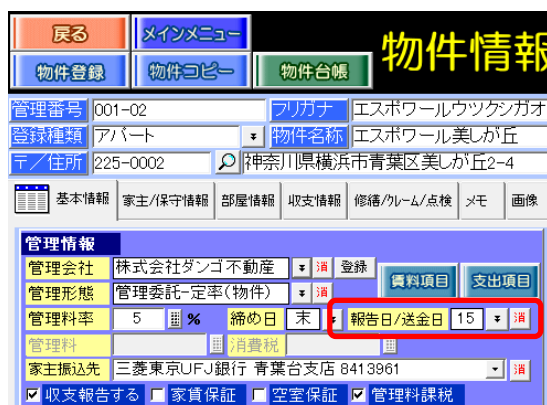 戻る メインメニュー 物件情報
物件登録 物件コピー 物件台帳
管理番号 001-02 フリガナ エスポワールウツクシガオ
登録種類 アパート 物件名称 エスポワール美しが丘
〒/住所 225-0002 神奈川県横浜市青葉区美しが丘2-4
基本情報 家主/保守情報 部屋情報 収支情報 修繕/クレーム/点検 メモ 画像
管理情報
管理会社 株式会社ダンゴ不動産 消 登録 賃料項目 支出項目
管理形態 管理委託-定率(物件) 消
管理料率 5 % 締め日 末 報告日/送金日 15 消
管理料 消費税
家主振込先 三菱東京UFJ銀行 青葉台支店 8413961 消
収支報告する 家賃保証 空室保証 管理料課税